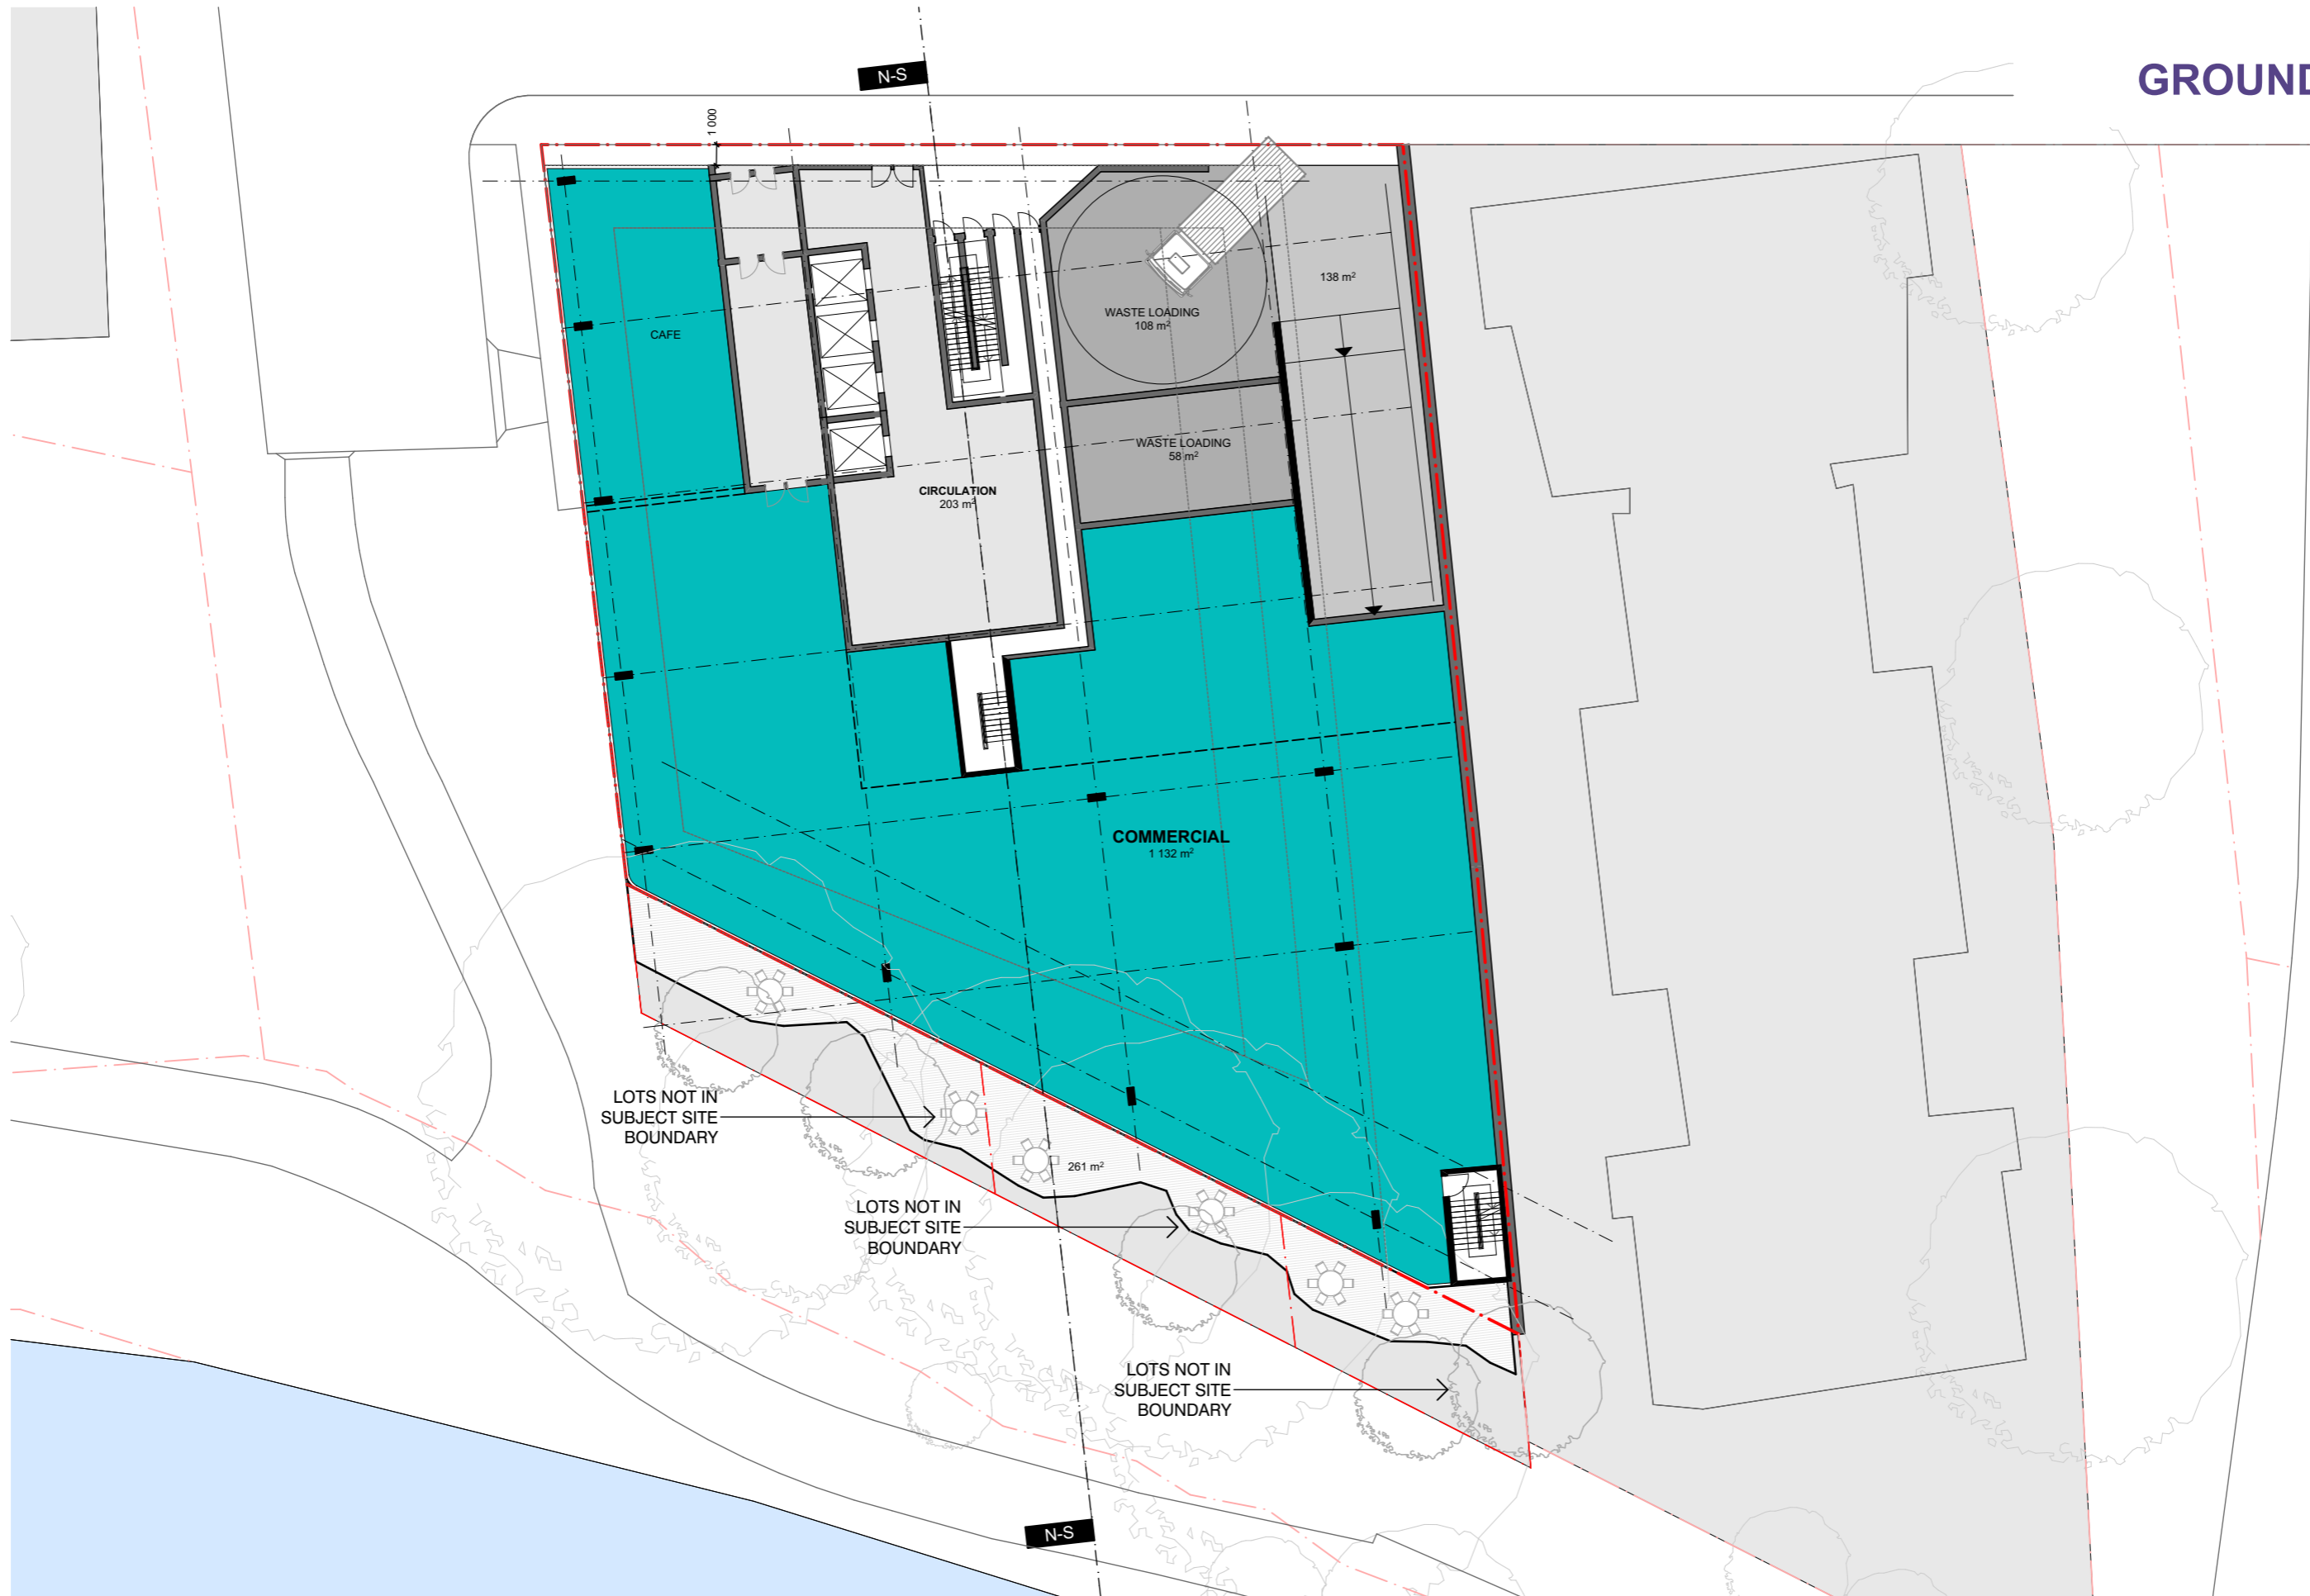 GROUND
N-S
1 000
138 m²
WASTE LOADING
108 m²
CAFE
WASTE LOADING
58 m²
CIRCULATION
203 m²
COMMERCIAL
1 132 m²
LOTS NOT IN
SUBJECT SITE
BOUNDARY
261 m²
LOTS NOT IN
SUBJECT SITE
BOUNDARY
LOTS NOT IN
SUBJECT SITE
BOUNDARY
N-S